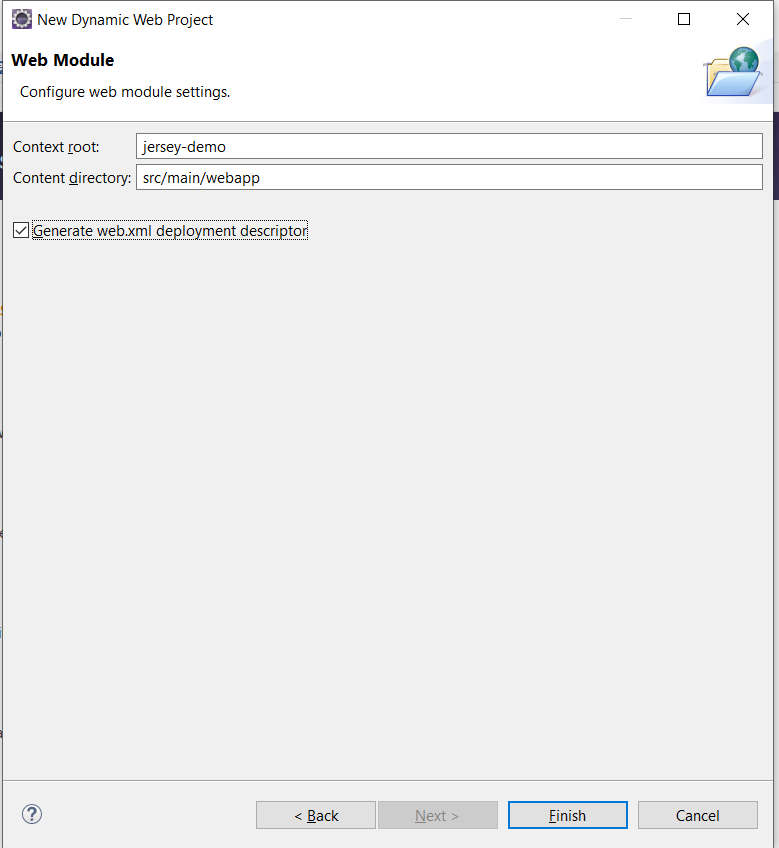 New Dynamic Web Project
Web Module
Configure web module settings.
Context root: jersey-demo
Content directory: src/main/webapp
Generate web.xml deployment descriptor
? < Back Next > Finish Cancel